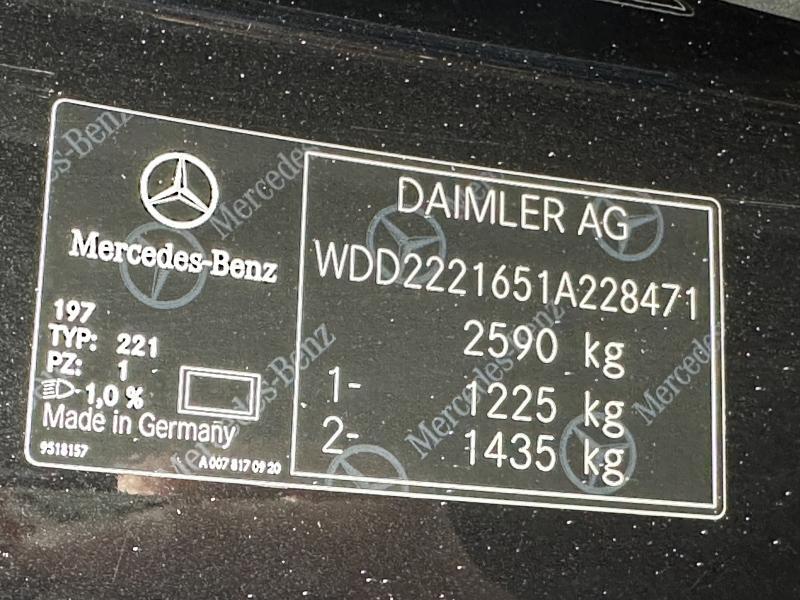 Mercedes-Benz
197
TYP: 221
PZ: 1
1,0 %
Made in Germany
9518157
A 007 817 09 20
DAIMLER AG
WDD2221651A228471
2590 kg
1- 1225 kg
2- 1435 kg